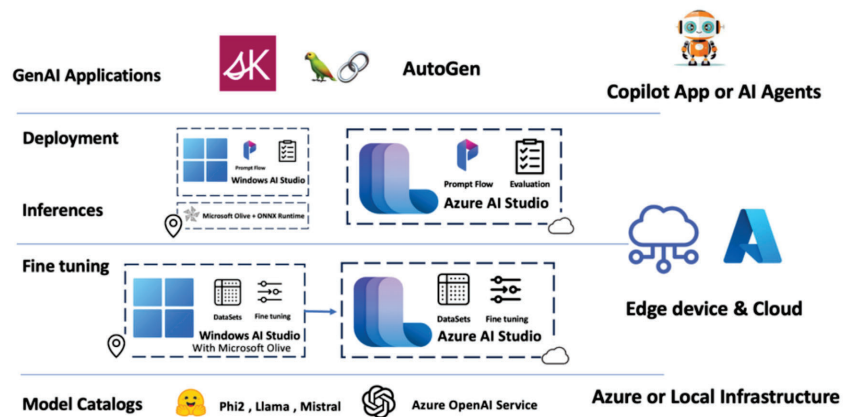 GenAI Applications
SK
AutoGen
Copilot App or AI Agents
Deployment
Prompt Flow
Windows AI Studio
Prompt Flow
Evaluation
Azure AI Studio
Inferences
Microsoft Olive + ONNX Runtime
Fine tuning
DataSets
Fine tuning
Windows AI Studio
With Microsoft Olive
DataSets
Fine tuning
Azure AI Studio
Edge device & Cloud
Model Catalogs
Phi2 , Llama , Mistral
Azure OpenAI Service
Azure or Local Infrastructure